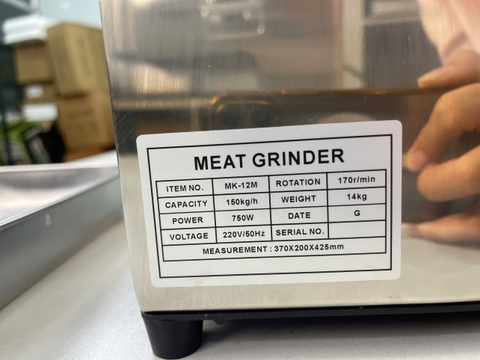 MEAT GRINDER
ITEM NO. MK-12M ROTATION 170r/min
CAPACITY 150kg/h WEIGHT 14kg
POWER 750W DATE G
VOLTAGE 220V/50Hz SERIAL NO.
MEASUREMENT : 370X200X425mm